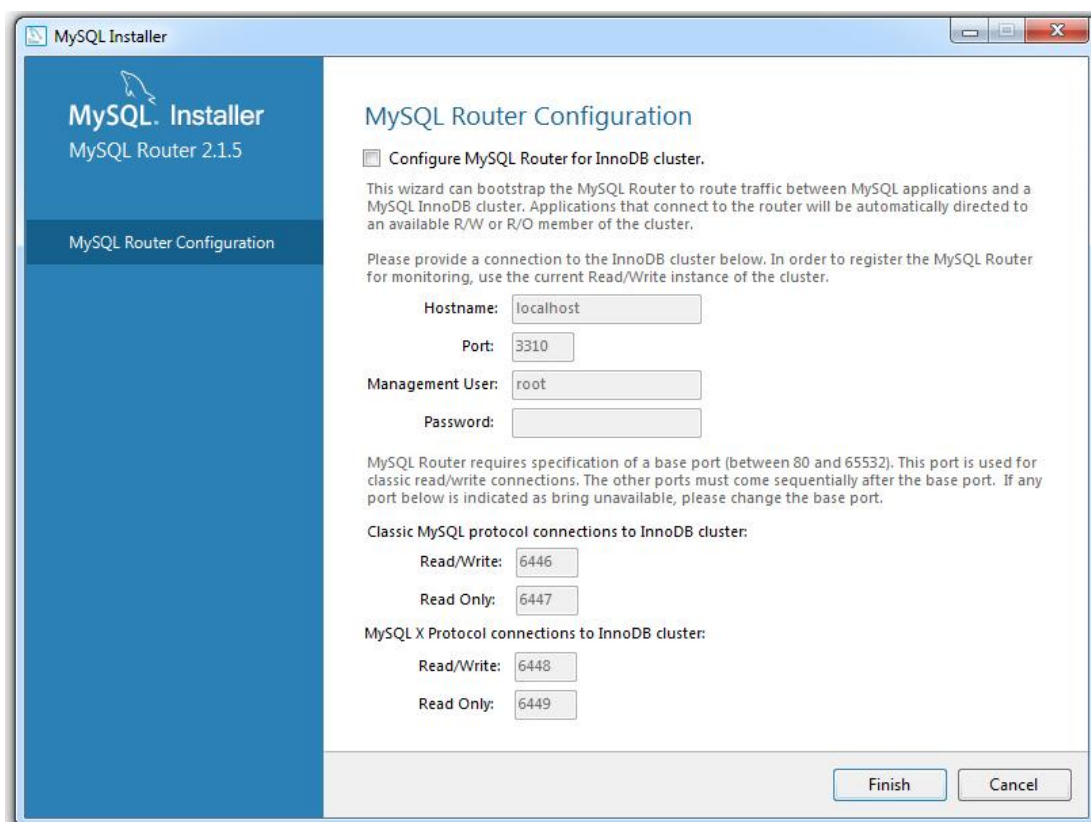 MySQL Installer
MySQL. Installer
MySQL Router 2.1.5
MySQL Router Configuration
MySQL Router Configuration
Configure MySQL Router for InnoDB cluster.
This wizard can bootstrap the MySQL Router to route traffic between MySQL applications and a
MySQL InnoDB cluster. Applications that connect to the router will be automatically directed to
an available R/W or R/O member of the cluster.
Please provide a connection to the InnoDB cluster below. In order to register the MySQL Router
for monitoring, use the current Read/Write instance of the cluster.
Hostname: localhost
Port: 3310
Management User: root
Password:
MySQL Router requires specification of a base port (between 80 and 65532). This port is used for
classic read/write connections. The other ports must come sequentially after the base port. If any
port below is indicated as bring unavailable, please change the base port.
Classic MySQL protocol connections to InnoDB cluster:
Read/Write: 6446
Read Only: 6447
MySQL X Protocol connections to InnoDB cluster:
Read/Write: 6448
Read Only: 6449
Finish Cancel